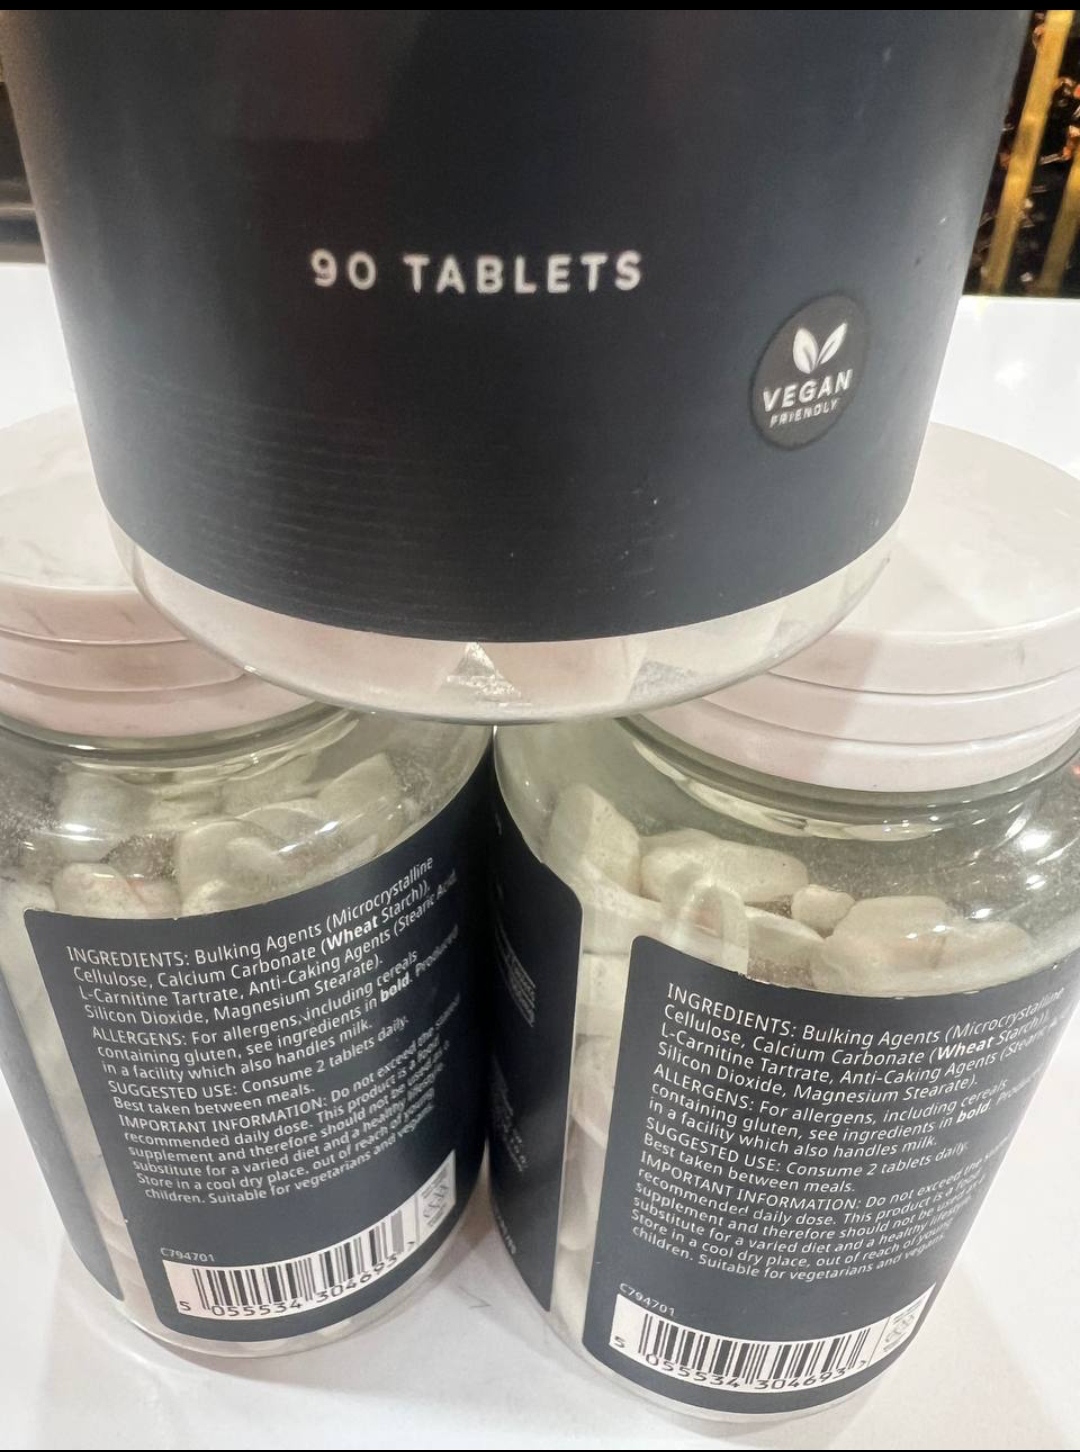 90 TABLETS
VEGAN
FRIENDLY
INGREDIENTS: Bulking Agents (Microcrystalline
Cellulose, Calcium Carbonate (Wheat Starch)),
L-Carnitine Tartrate, Anti-Caking Agents (Stearic Acid,
Silicon Dioxide, Magnesium Stearate).
ALLERGENS: For allergens, including cereals
containing gluten, see ingredients in bold. Produced
in a facility which also handles milk.
SUGGESTED USE: Consume 2 tablets daily.
Best taken between meals.
IMPORTANT INFORMATION: Do not exceed the stated
recommended daily dose. This product is a food
supplement and therefore should not be used as a
substitute for a varied diet and a healthy lifestyle.
Store in a cool dry place, out of reach of young
children. Suitable for vegetarians and vegans.
C794701
5 055534 304693 >
INGREDIENTS: Bulking Agents (Microcrystalline
Cellulose, Calcium Carbonate (Wheat Starch)),
L-Carnitine Tartrate, Anti-Caking Agents (Stearic
Silicon Dioxide, Magnesium Stearate).
ALLERGENS: For allergens, including cereals
containing gluten, see ingredients in bold.
in a facility which also handles milk.
SUGGESTED USE: Consume 2 tablets daily.
Best taken between meals.
IMPORTANT INFORMATION: Do not exceed the
recommended daily dose. This product is a food
supplement and therefore should not be used as a
substitute for a varied diet and a healthy lifestyle.
Store in a cool dry place, out of reach of young
children. Suitable for vegetarians and vegans.
C794701
5 055534 304693 >